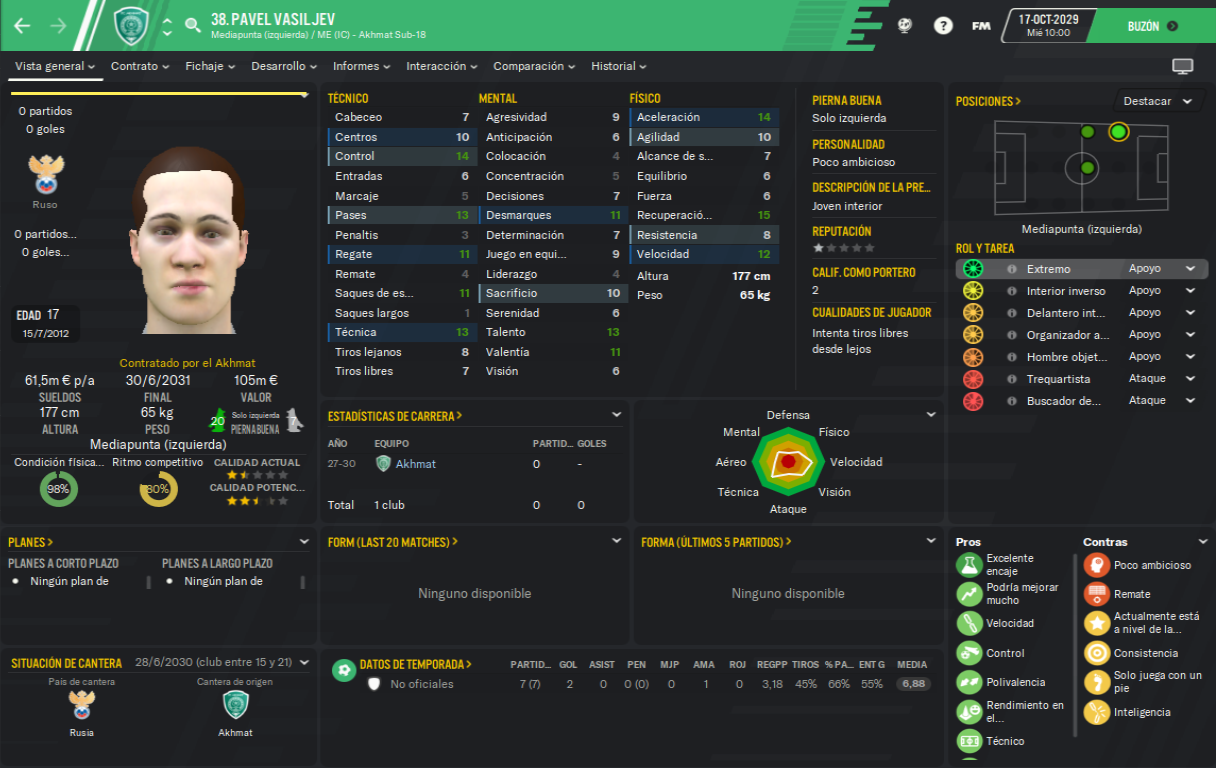 38. PAVEL VASILJEV
Mediapunta (izquierda) / ME (IC) - Akhmat Sub-18
FM
17-OCT-2029
Mié 10:00
BUZÓN
Vista general
Contrato
Fichaje
Desarrollo
Informes
Interacción
Comparación
Historial
0 partidos
0 goles
Ruso
0 partidos...
0 goles...
EDAD 17
15/7/2012
Contratado por el Akhmat
61,5m € p/a
SUELDOS
30/6/2031
FINAL
105m €
VALOR
177 cm
ALTURA
65 kg
PESO
20
Solo izquierda
PIERNA BUENA
7
Mediapunta (izquierda)
Condición física...
98%
Ritmo competitivo
80%
CALIDAD ACTUAL
CALIDAD POTENC...
TÉCNICO
Cabeceo 7
Centros 10
Control 14
Entradas 6
Marcaje 5
Pases 13
Penaltis 3
Regate 11
Remate 4
Saques de es... 11
Saques largos 1
Técnica 13
Tiros lejanos 8
Tiros libres 7
MENTAL
Agresividad 9
Anticipación 6
Colocación 4
Concentración 5
Decisiones 7
Desmarques 11
Determinación 7
Juego en equi... 9
Liderazgo 4
Sacrificio 10
Serenidad 6
Talento 13
Valentía 11
Visión 6
FÍSICO
Aceleración 14
Agilidad 10
Alcance de s... 7
Equilibrio 6
Fuerza 6
Recuperació... 15
Resistencia 8
Velocidad 12
Altura 177 cm
Peso 65 kg
PIERNA BUENA
Solo izquierda
PERSONALIDAD
Poco ambicioso
DESCRIPCIÓN DE LA PRE...
Joven interior
REPUTACIÓN
CALIF. COMO PORTERO
2
CUALIDADES DE JUGADOR
Intenta tiros libres
desde lejos
POSICIONES >
Destacar
Mediapunta (izquierda)
ROL Y TAREA
Extremo Apoyo
Interior inverso Apoyo
Delantero int... Apoyo
Organizador a... Apoyo
Hombre objet... Apoyo
Trequartista Ataque
Buscador de... Ataque
ESTADÍSTICAS DE CARRERA >
AÑO EQUIPO PARTID... GOLES
27-30 Akhmat 0 -
Total 1 club 0 0
Defensa
Físico
Velocidad
Visión
Ataque
Técnica
Aéreo
Mental
PLANES >
PLANES A CORTO PLAZO
Ningún plan de
PLANES A LARGO PLAZO
Ningún plan de
FORM (LAST 20 MATCHES) >
Ninguno disponible
FORMA (ÚLTIMOS 5 PARTIDOS) >
Ninguno disponible
SITUACIÓN DE CANTERA 28/6/2030 (club entre 15 y 21)
País de cantera
Rusia
Cantera de origen
Akhmat
DATOS DE TEMPORADA >
PARTID... GOL ASIST PEN MJP AMA ROJ REGPP TIROS % PA... ENT G MEDIA
No oficiales 7 (7) 2 0 0 (0) 0 1 0 3,18 45% 66% 55% 6,88
Pros
Excelente
encaje
Podría mejorar
mucho
Velocidad
Control
Polivalencia
Rendimiento en
el...
Técnico
Contras
Poco ambicioso
Remate
Actualmente está
a nivel de la...
Consistencia
Solo juega con un
pie
Inteligencia